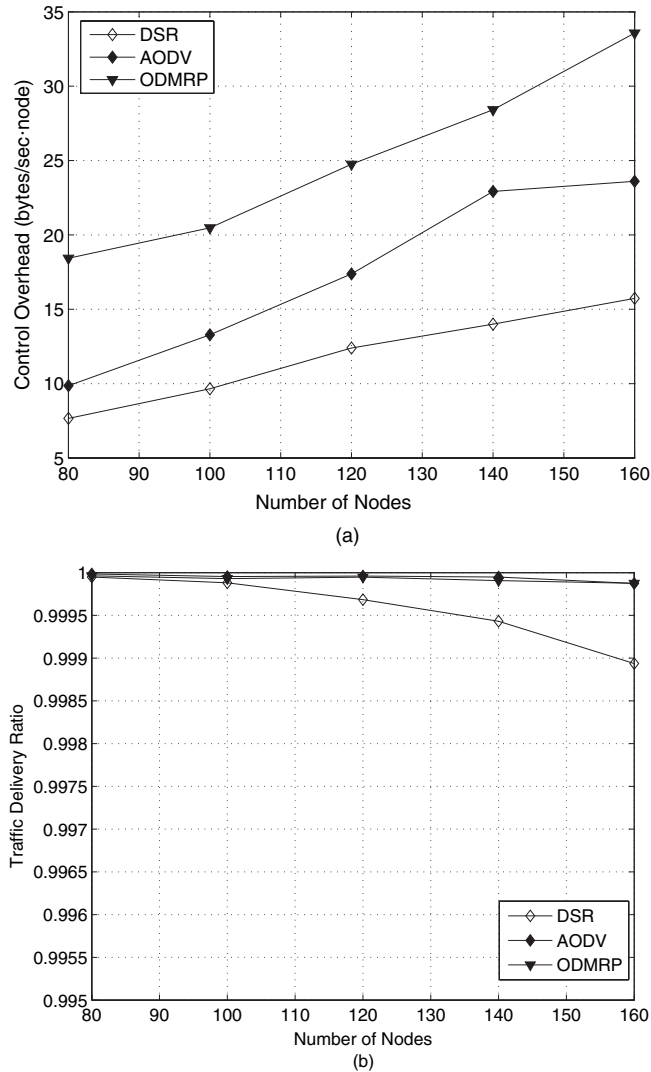 35
30
25
20
15
10
5
Control Overhead (bytes/sec·node)
DSR
AODV
ODMRP
80 90 100 110 120 130 140 150 160
Number of Nodes
(a)
1
0.9995
0.999
0.9985
0.998
0.9975
0.997
0.9965
0.996
0.9955
0.995
Traffic Delivery Ratio
DSR
AODV
ODMRP
80 90 100 110 120 130 140 150 160
Number of Nodes
(b)